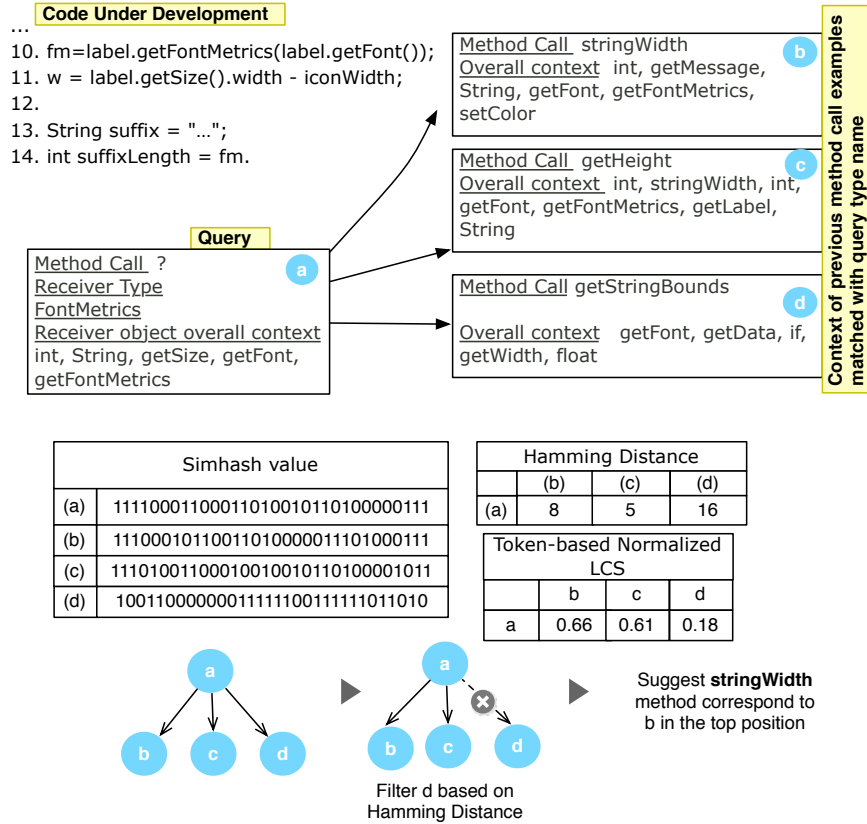 Code Under Development
...
10. fm=label.getFontMetrics(label.getFont());
11. w = label.getSize().width - iconWidth;
12.
13. String suffix = "...";
14. int suffixLength = fm.
Query
a
Method Call ?
Receiver Type
FontMetrics
Receiver object overall context
int, String, getSize, getFont,
getFontMetrics
b
Method Call stringWidth
Overall context int, getMessage,
String, getFont, getFontMetrics,
setColor
c
Method Call getHeight
Overall context int, stringWidth, int,
getFont, getFontMetrics, getLabel,
String
d
Method Call getStringBounds
Overall context getFont, getData, if,
getWidth, float
Context of previous method call examples
matched with query type name
Simhash value
(a) 11110001100011010010110100000111
(b) 11100010110011010000011101000111
(c) 11101001100010010010110100001011
(d) 1001100000001111110011111011010
Hamming Distance
(b) (c) (d)
(a) 8 5 16
Token-based Normalized
LCS
b c d
a 0.66 0.61 0.18
a
b c d
a
b c d
Filter d based on
Hamming Distance
Suggest stringWidth
method correspond to
b in the top position